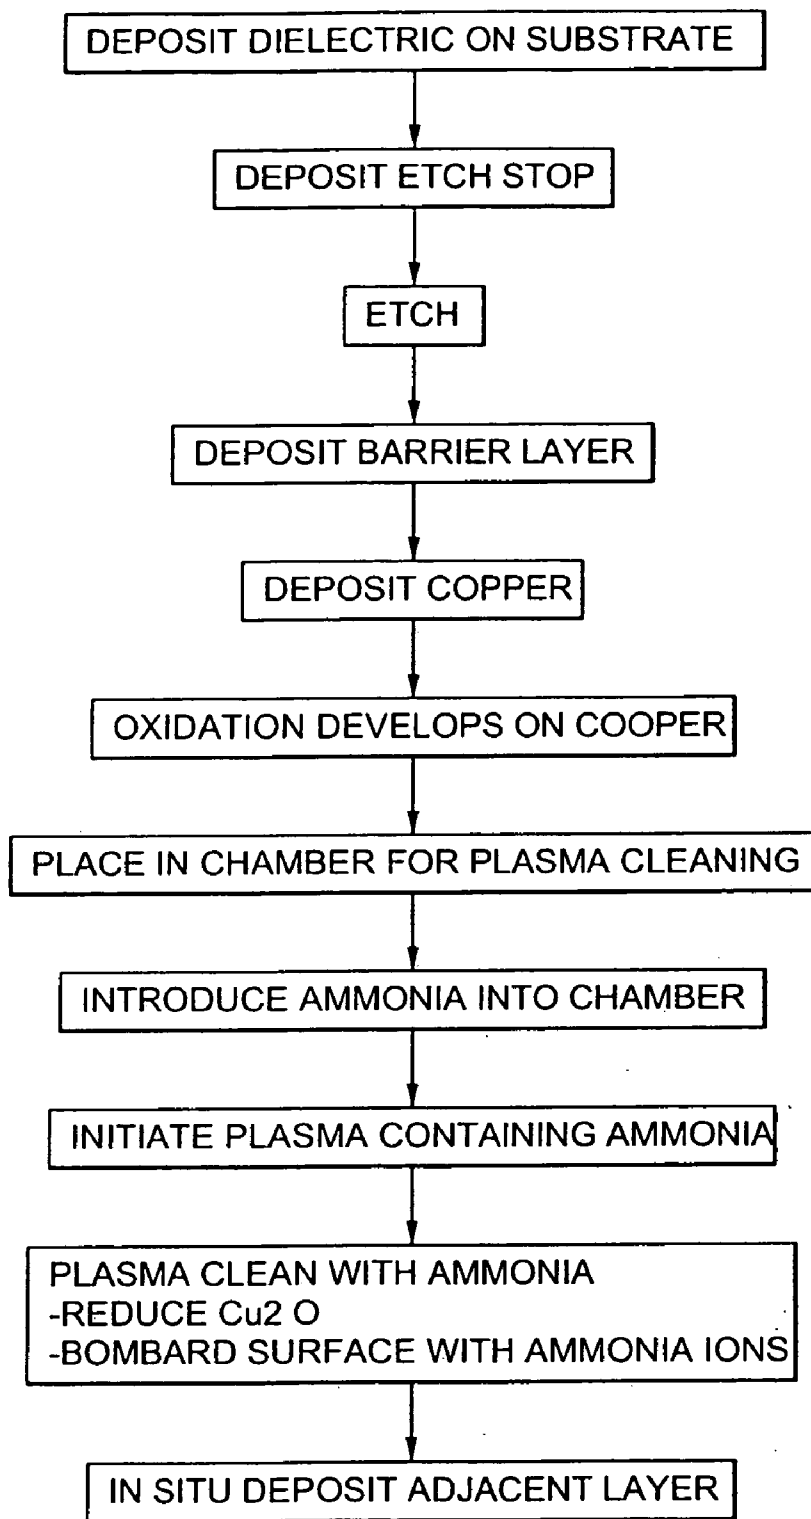 DEPOSIT DIELECTRIC ON SUBSTRATE
DEPOSIT ETCH STOP
ETCH
DEPOSIT BARRIER LAYER
DEPOSIT COPPER
OXIDATION DEVELOPS ON COOPER
PLACE IN CHAMBER FOR PLASMA CLEANING
INTRODUCE AMMONIA INTO CHAMBER
INITIATE PLASMA CONTAINING AMMONIA
PLASMA CLEAN WITH AMMONIA
-REDUCE Cu2 O
-BOMBARD SURFACE WITH AMMONIA IONS
IN SITU DEPOSIT ADJACENT LAYER